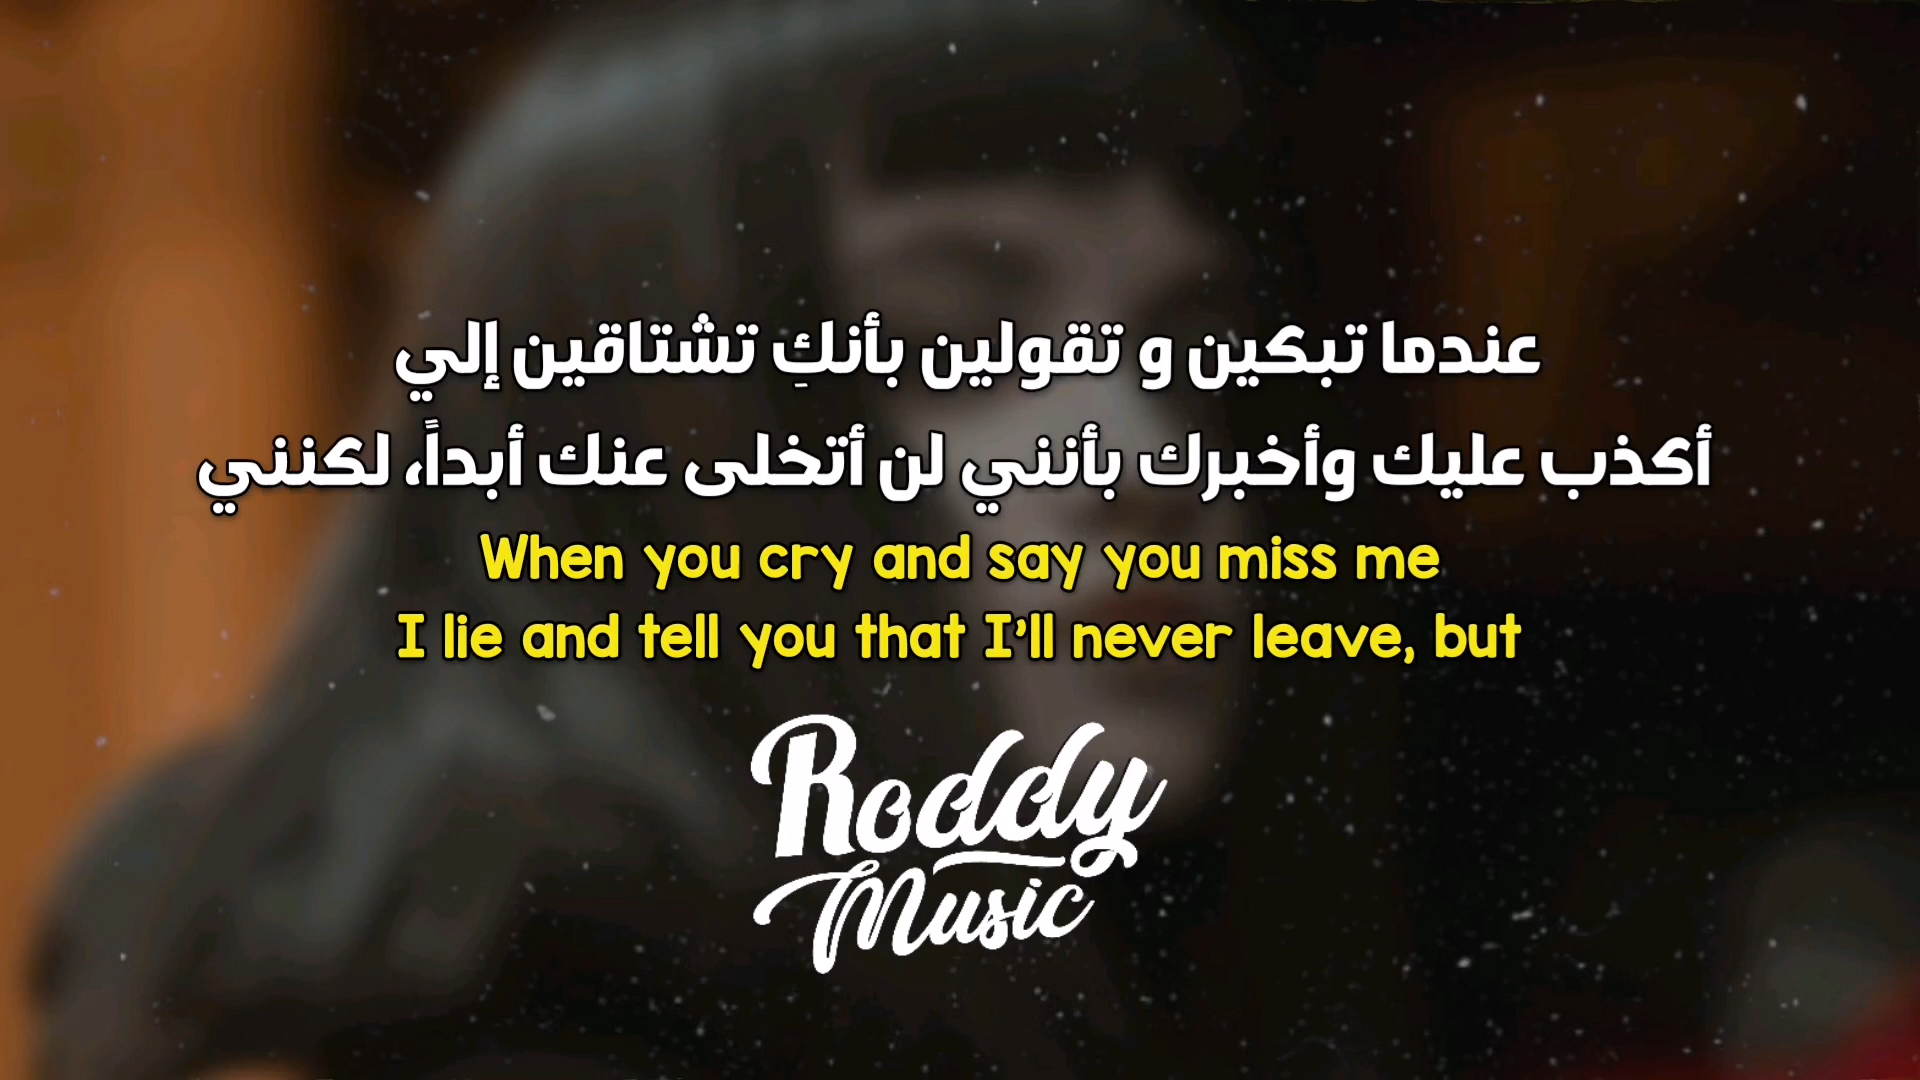 عندما تبكين و تقولين بأنكِ تشتاقين إلي
أكذب عليك وأخبرك بأنني لن أتخلى عنك أبداً، لكنني
When you cry and say you miss me
I lie and tell you that I'll never leave, but
Roddy
Music